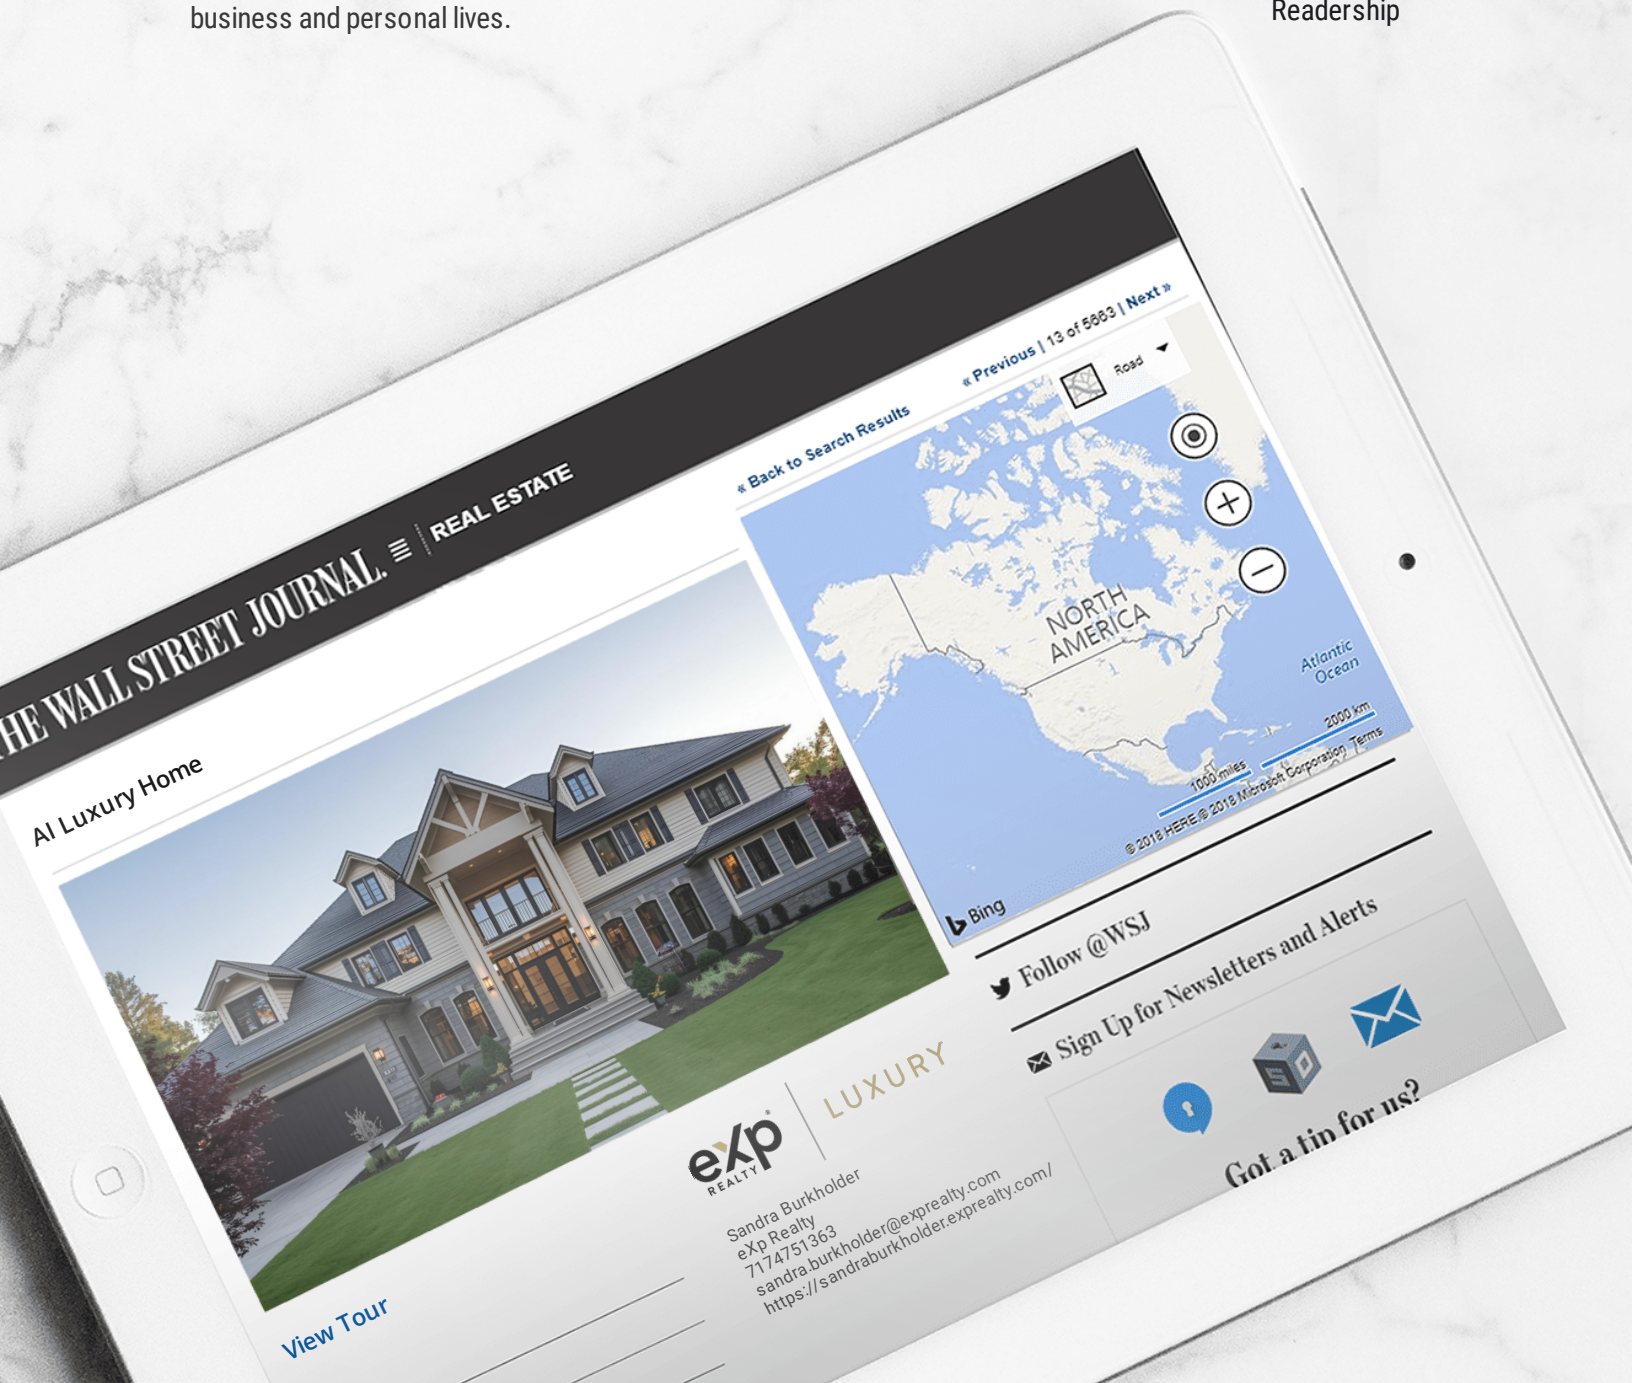 business and personal lives.
Readership
THE WALL STREET JOURNAL.
REAL ESTATE
« Back to Search Results
« Previous | 13 of 5663 | Next »
AI Luxury Home
Road
NORTH
AMERICA
Atlantic
Ocean
2000 km
1000 miles
© 2018 HERE, © 2018 Microsoft Corporation Terms
Bing
Follow @WSJ
Sign Up for Newsletters and Alerts
SD
Got a tip for us?
eXp®
REALTY
LUXURY
Sandra Burkholder
eXp Realty
7174751363
sandra.burkholder@exprealty.com
https://sandraburkholder.exprealty.com/
View Tour